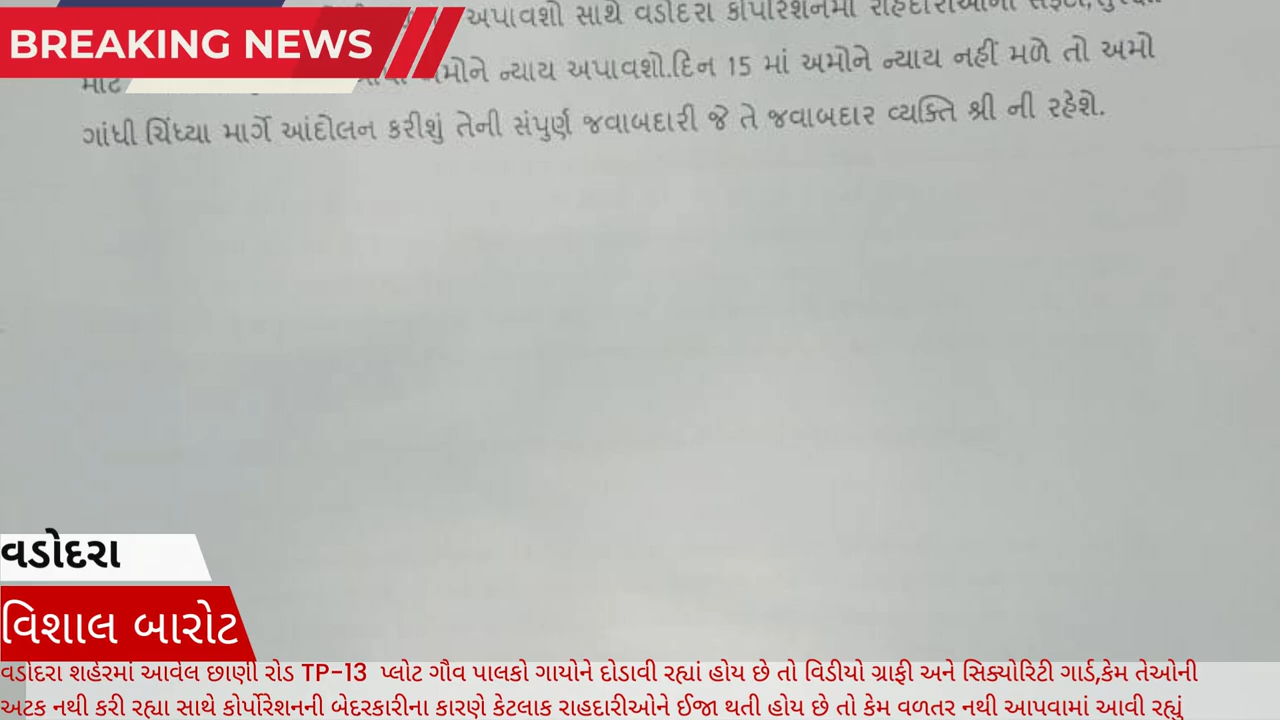 BREAKING NEWS
અપાવશો સાથે વડોદરા કોર્પોરેશનમાં રાહદારીઓની
માટે અમોને ન્યાય અપાવશો.દિન 15 માં અમોને ન્યાય નહીં મળે તો અમો
ગાંધી ચિંધ્યા માર્ગે આંદોલન કરીશું તેની સંપુર્ણ જવાબદારી જે તે જવાબદાર વ્યક્તિ શ્રી ની રહેશે.
વડોદરા
વિશાલ બારોટ
વડોદરા શહેરમાં આવેલ છાણી રોડ TP-13 પ્લોટ ગૌવ પાલકો ગાયોને દોડાવી રહ્યાં હોય છે તો વિડીયો ગ્રાફી અને સિક્યોરિટી ગાર્ડ,કેમ તેઓની
અટક નથી કરી રહ્યા સાથે કોર્પોરેશનની બેદરકારીના કારણે કેટલાક રાહદારીઓને ઈજા થતી હોય છે તો કેમ વળતર નથી આપવામાં આવી રહ્યું